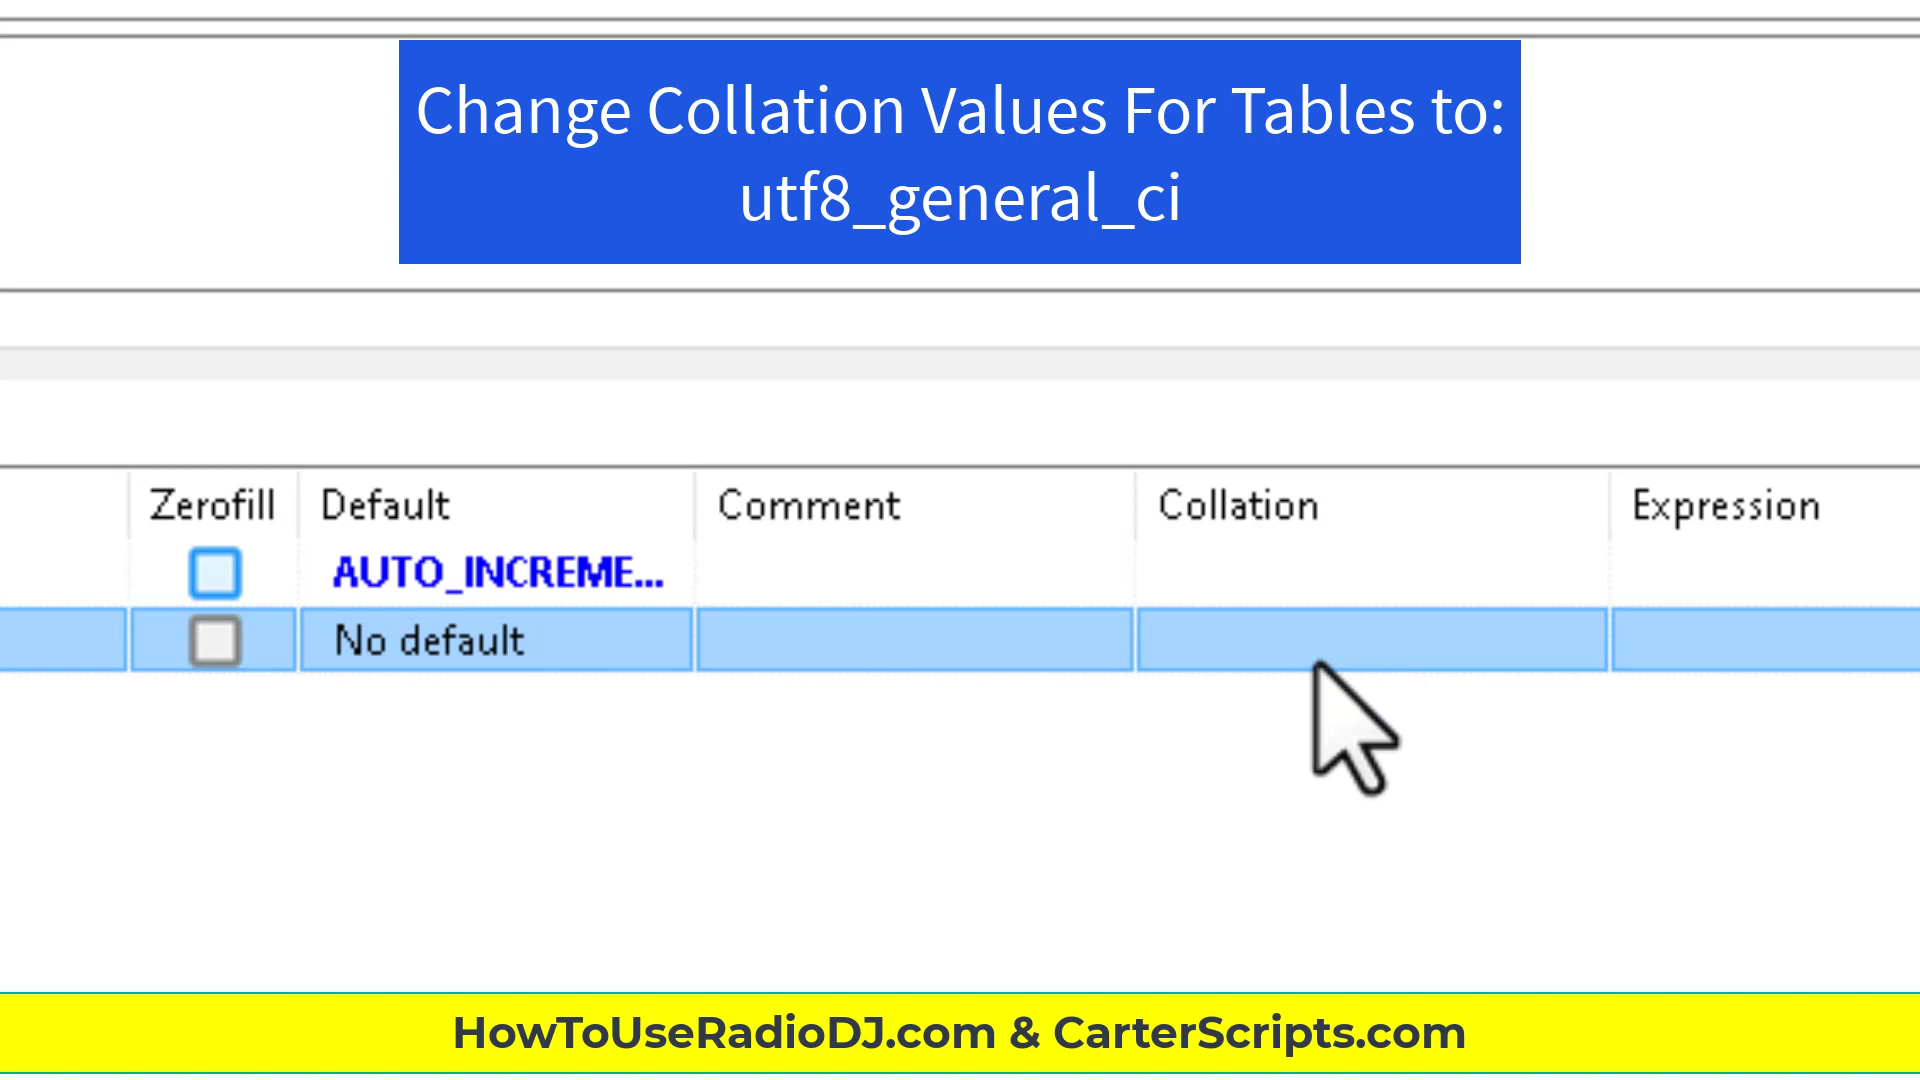 Change Collation Values For Tables to:
utf8_general_ci
Zerofill Default Comment Collation Expression
AUTO_INCREME...
No default
HowToUseRadioDJ.com & CarterScripts.com